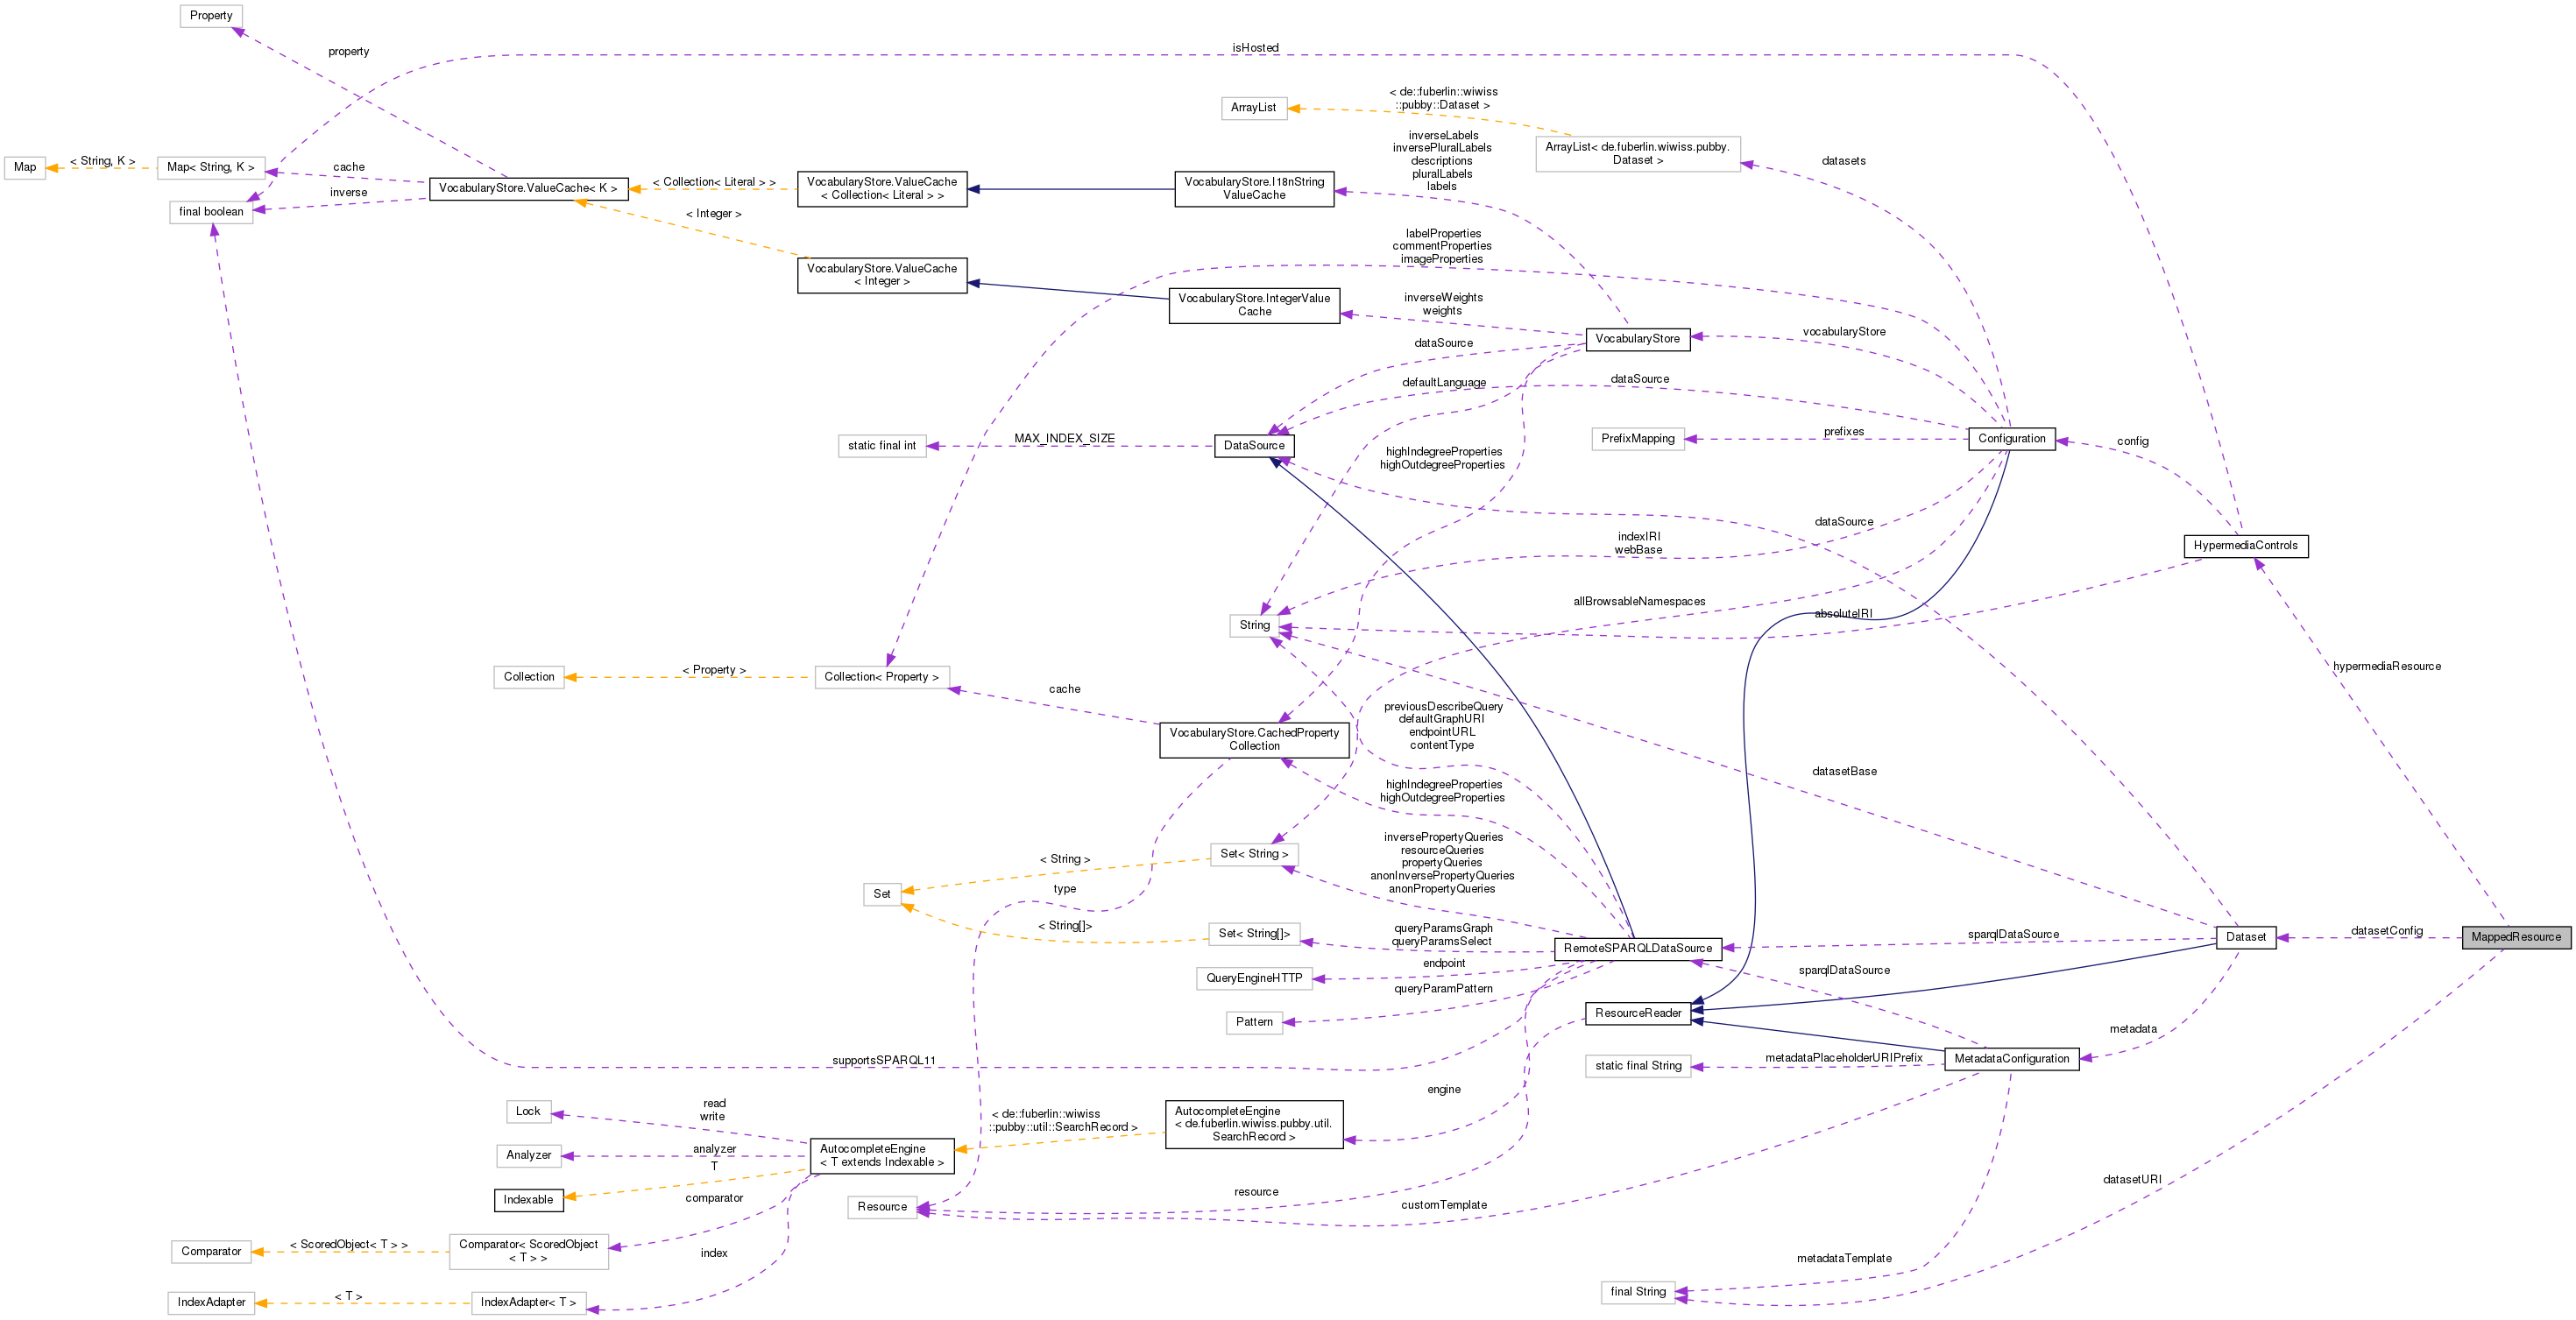 Property
property
isHosted
ArrayList
< de::fuberlin::wiwiss
::pubby::Dataset >
ArrayList< de.fuberlin.wiwiss.pubby.
Dataset >
datasets
Map
< String, K >
Map< String, K >
cache
inverse
final boolean
VocabularyStore.ValueCache< K >
< Collection< Literal > >
< Integer >
VocabularyStore.ValueCache
< Collection< Literal > >
VocabularyStore.I18nString
ValueCache
inverseLabels
inversePluralLabels
descriptions
pluralLabels
labels
labelProperties
commentProperties
imageProperties
VocabularyStore.ValueCache
< Integer >
VocabularyStore.IntegerValue
Cache
inverseWeights
weights
VocabularyStore
vocabularyStore
dataSource
defaultLanguage
dataSource
static final int
MAX_INDEX_SIZE
DataSource
highIndegreeProperties
highOutdegreeProperties
PrefixMapping
prefixes
Configuration
config
HypermediaControls
indexIRI
webBase
dataSource
allBrowsableNamespaces
absoluteIRI
String
hypermediaResource
Collection
< Property >
Collection< Property >
cache
VocabularyStore.CachedProperty
Collection
previousDescribeQuery
defaultGraphURI
endpointURL
contentType
datasetBase
highIndegreeProperties
highOutdegreeProperties
inversePropertyQueries
resourceQueries
propertyQueries
anonInversePropertyQueries
anonPropertyQueries
Set< String >
< String >
Set
type
< String[]>
Set< String[]>
queryParamsGraph
queryParamsSelect
RemoteSPARQLDataSource
sparqlDataSource
Dataset
datasetConfig
MappedResource
QueryEngineHTTP
endpoint
queryParamPattern
Pattern
sparqlDataSource
ResourceReader
metadata
MetadataConfiguration
metadataPlaceholderURIPrefix
static final String
supportsSPARQL11
engine
Lock
read
write
Analyzer
analyzer
T
Indexable
AutocompleteEngine
< T extends Indexable >
< de::fuberlin::wiwiss
::pubby::util::SearchRecord >
AutocompleteEngine
< de.fuberlin.wiwiss.pubby.util.
SearchRecord >
comparator
Resource
resource
customTemplate
datasetURI
Comparator
< ScoredObject< T > >
Comparator< ScoredObject
< T > >
index
metadataTemplate
IndexAdapter
< T >
IndexAdapter< T >
final String